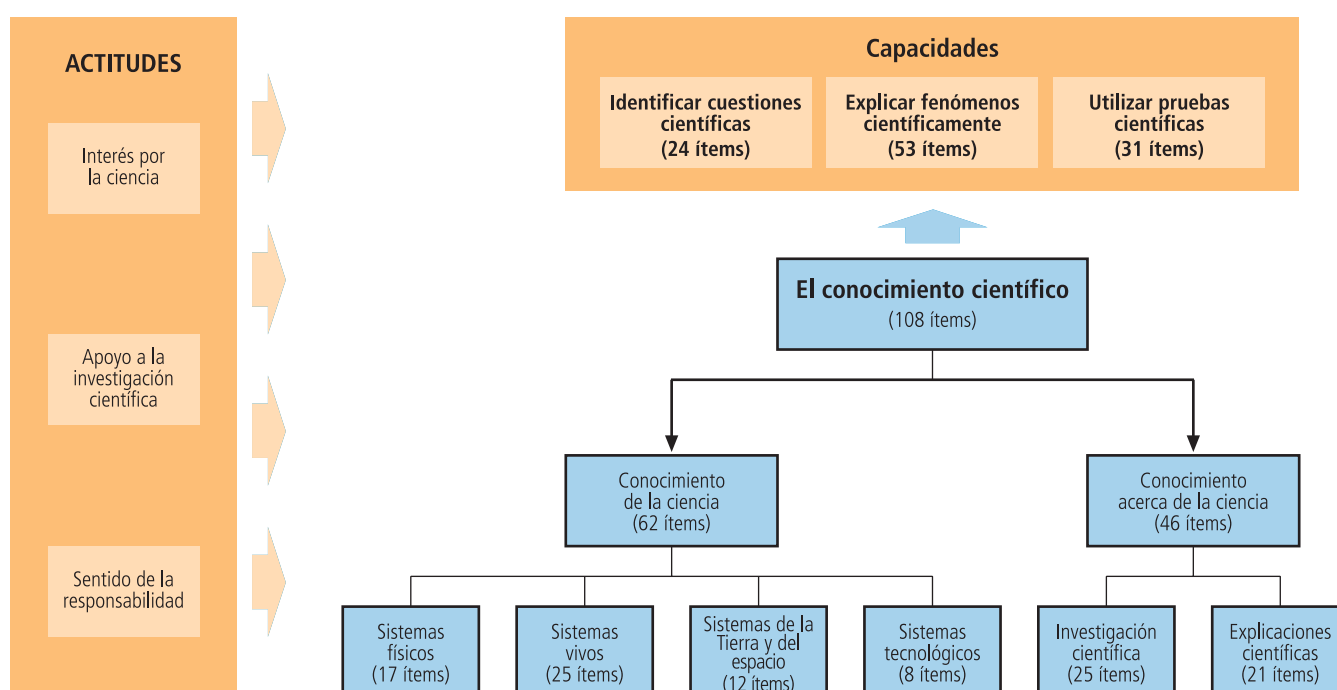 ACTITUDES
Interés por
la ciencia
Apoyo a la
investigación
científica
Sentido de la
responsabilidad
Capacidades
Identificar cuestiones
científicas
(24 ítems)
Explicar fenómenos
científicamente
(53 ítems)
Utilizar pruebas
científicas
(31 ítems)
El conocimiento científico
(108 ítems)
Conocimiento
de la ciencia
(62 ítems)
Conocimiento
acerca de la ciencia
(46 ítems)
Sistemas
físicos
(17 ítems)
Sistemas
vivos
(25 ítems)
Sistemas de la
Tierra y del
espacio
(12 ítems)
Sistemas
tecnológicos
(8 ítems)
Investigación
científica
(25 ítems)
Explicaciones
científicas
(21 ítems)